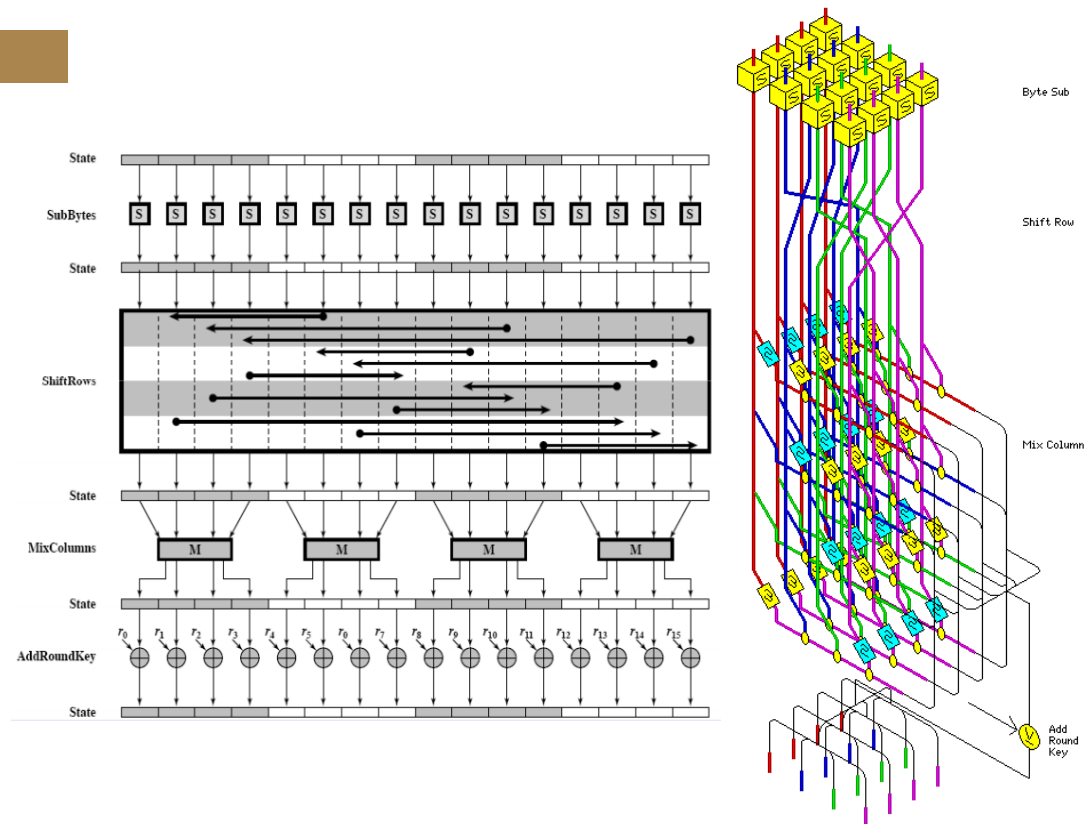 State
SubBytes S S S S S S S S S S S S S S S S
State
ShiftRows
State
MixColumns M M M M
State
r₀ r₁ r₂ r₃ r₄ r₅ r₀ r₇ r₈ r₉ r₁₀ r₁₁ r₁₂ r₁₃ r₁₄ r₁₅
AddRoundKey
State
Byte Sub
S S S S S S S S S S S S S S S S
Shift Row
Mix Column
Add
Round
Key